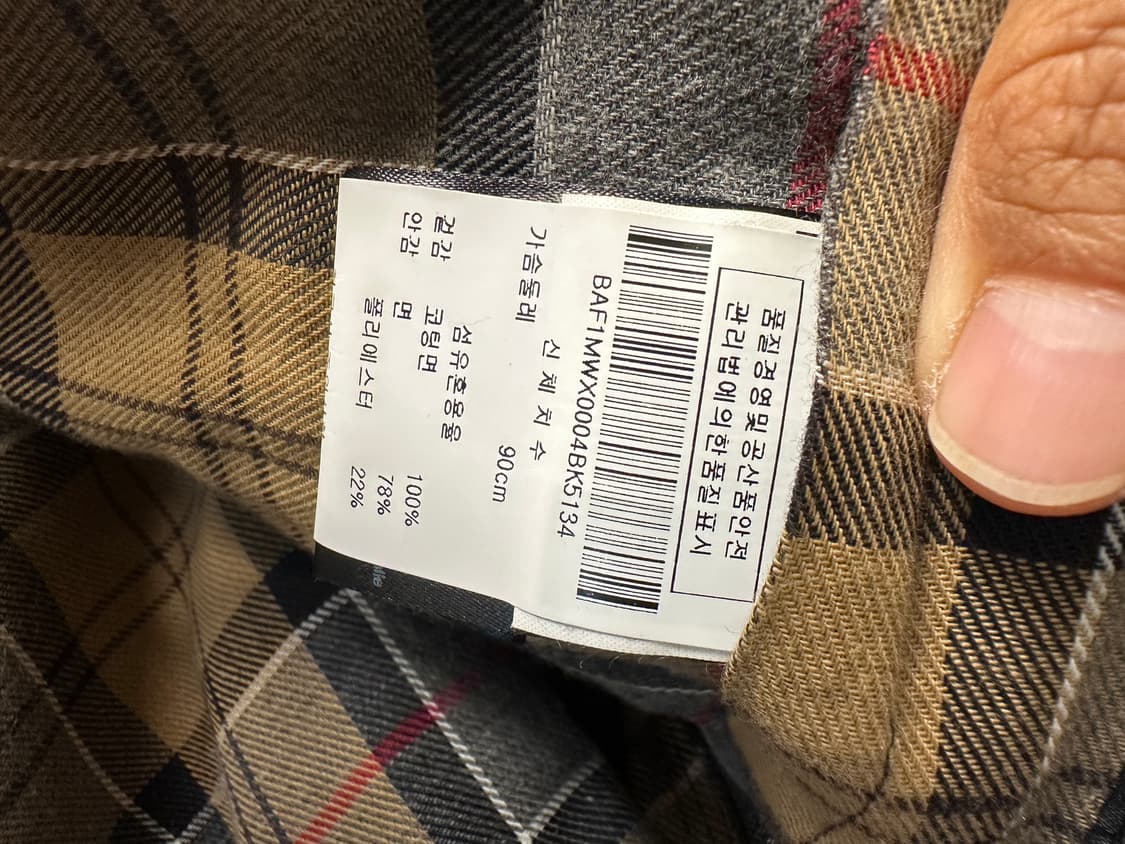 품질경영및공산품안전
관리법에의한품질표시
BAF1MWX0004BK5134
신체치수
가슴둘레 90cm
섬유혼용율
겉감 코팅면 100%
안감 면 78%
폴리에스터 22%